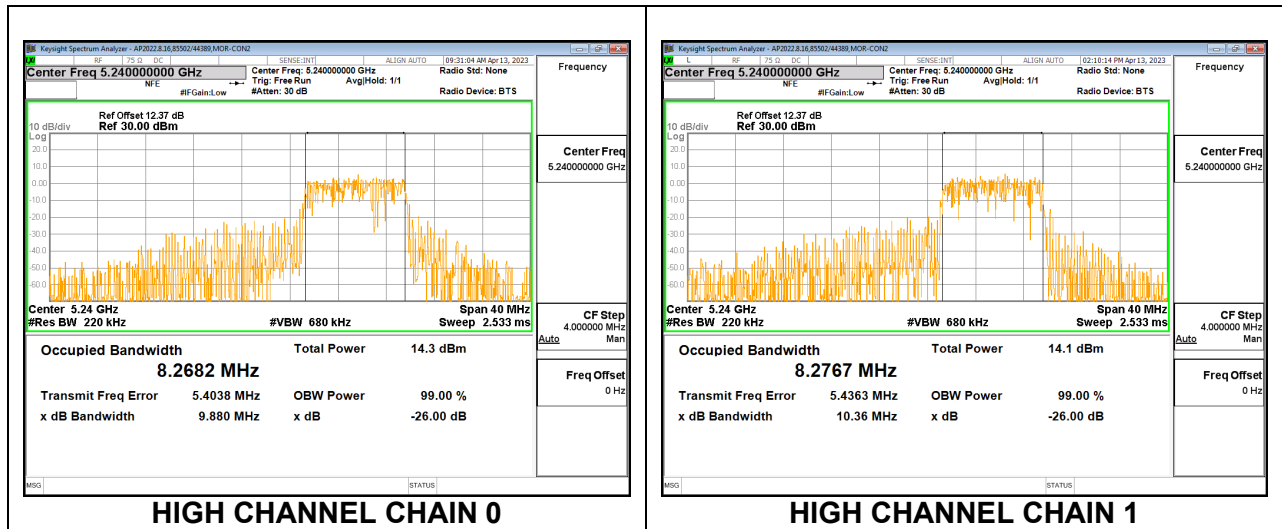 Keysight Spectrum Analyzer - AP2022.8.16,85502/44389,MOR-CON2
LXI RF 75 Ω DC SENSE:INT ALIGN AUTO 09:31:04 AM Apr 13, 2023
Center Freq 5.240000000 GHz Center Freq: 5.240000000 GHz Radio Std: None Frequency
NFE Trig: Free Run Avg|Hold: 1/1
#IFGain:Low #Atten: 30 dB Radio Device: BTS
Ref Offset 12.37 dB
10 dB/div Ref 30.00 dBm
Log
20.0
10.0
0.00
-10.0
-20.0
-30.0
-40.0
-50.0
-60.0
Center 5.24 GHz Span 40 MHz
#Res BW 220 kHz #VBW 680 kHz Sweep 2.533 ms
Center Freq
5.240000000 GHz
CF Step
4.000000 MHz
Auto Man
Freq Offset
0 Hz
Occupied Bandwidth Total Power 14.3 dBm
8.2682 MHz
Transmit Freq Error 5.4038 MHz OBW Power 99.00 %
x dB Bandwidth 9.880 MHz x dB -26.00 dB
MSG STATUS
HIGH CHANNEL CHAIN 0
Keysight Spectrum Analyzer - AP2022.8.16,85502/44389,MOR-CON2
LXI L RF 75 Ω DC SENSE:INT ALIGN AUTO 02:10:14 PM Apr 13, 2023
Center Freq 5.240000000 GHz Center Freq: 5.240000000 GHz Radio Std: None Frequency
NFE Trig: Free Run Avg|Hold: 1/1
#IFGain:Low #Atten: 30 dB Radio Device: BTS
Ref Offset 12.37 dB
10 dB/div Ref 30.00 dBm
Log
20.0
10.0
0.00
-10.0
-20.0
-30.0
-40.0
-50.0
-60.0
Center 5.24 GHz Span 40 MHz
#Res BW 220 kHz #VBW 680 kHz Sweep 2.533 ms
Center Freq
5.240000000 GHz
CF Step
4.000000 MHz
Auto Man
Freq Offset
0 Hz
Occupied Bandwidth Total Power 14.1 dBm
8.2767 MHz
Transmit Freq Error 5.4363 MHz OBW Power 99.00 %
x dB Bandwidth 10.36 MHz x dB -26.00 dB
MSG STATUS
HIGH CHANNEL CHAIN 1